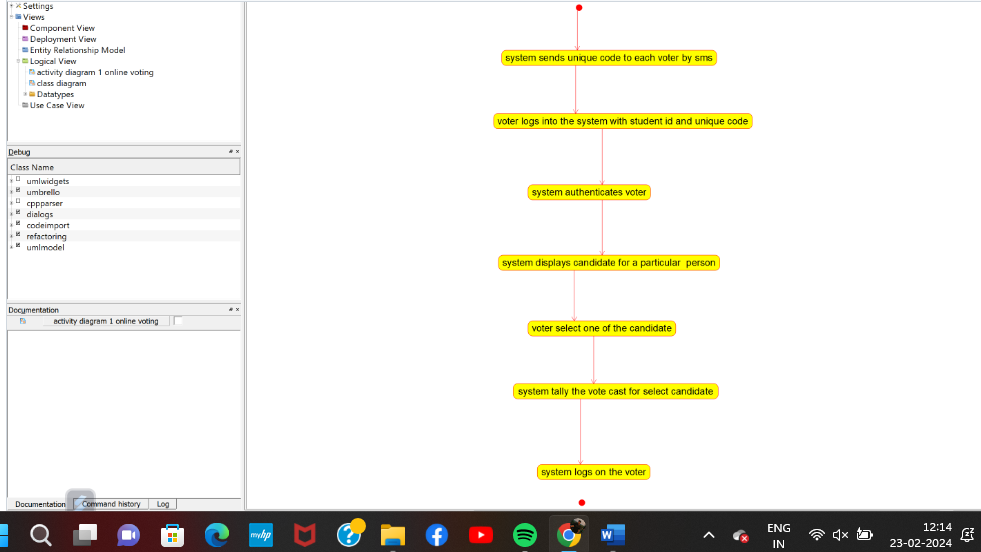 Settings
Views
Component View
Deployment View
Entity Relationship Model
Logical View
activity diagram 1 online voting
class diagram
Datatypes
Use Case View
Debug
Class Name
umlwidgets
umbrello
cppparser
dialogs
codeimport
refactoring
umlmodel
Documentation
activity diagram 1 online voting
Documentation
Command history
Log
system sends unique code to each voter by sms
voter logs into the system with student id and unique code
system authenticates voter
system displays candidate for a particular person
voter select one of the candidate
system tally the vote cast for select candidate
system logs on the voter
myhp
W
ENG
IN
12:14
23-02-2024